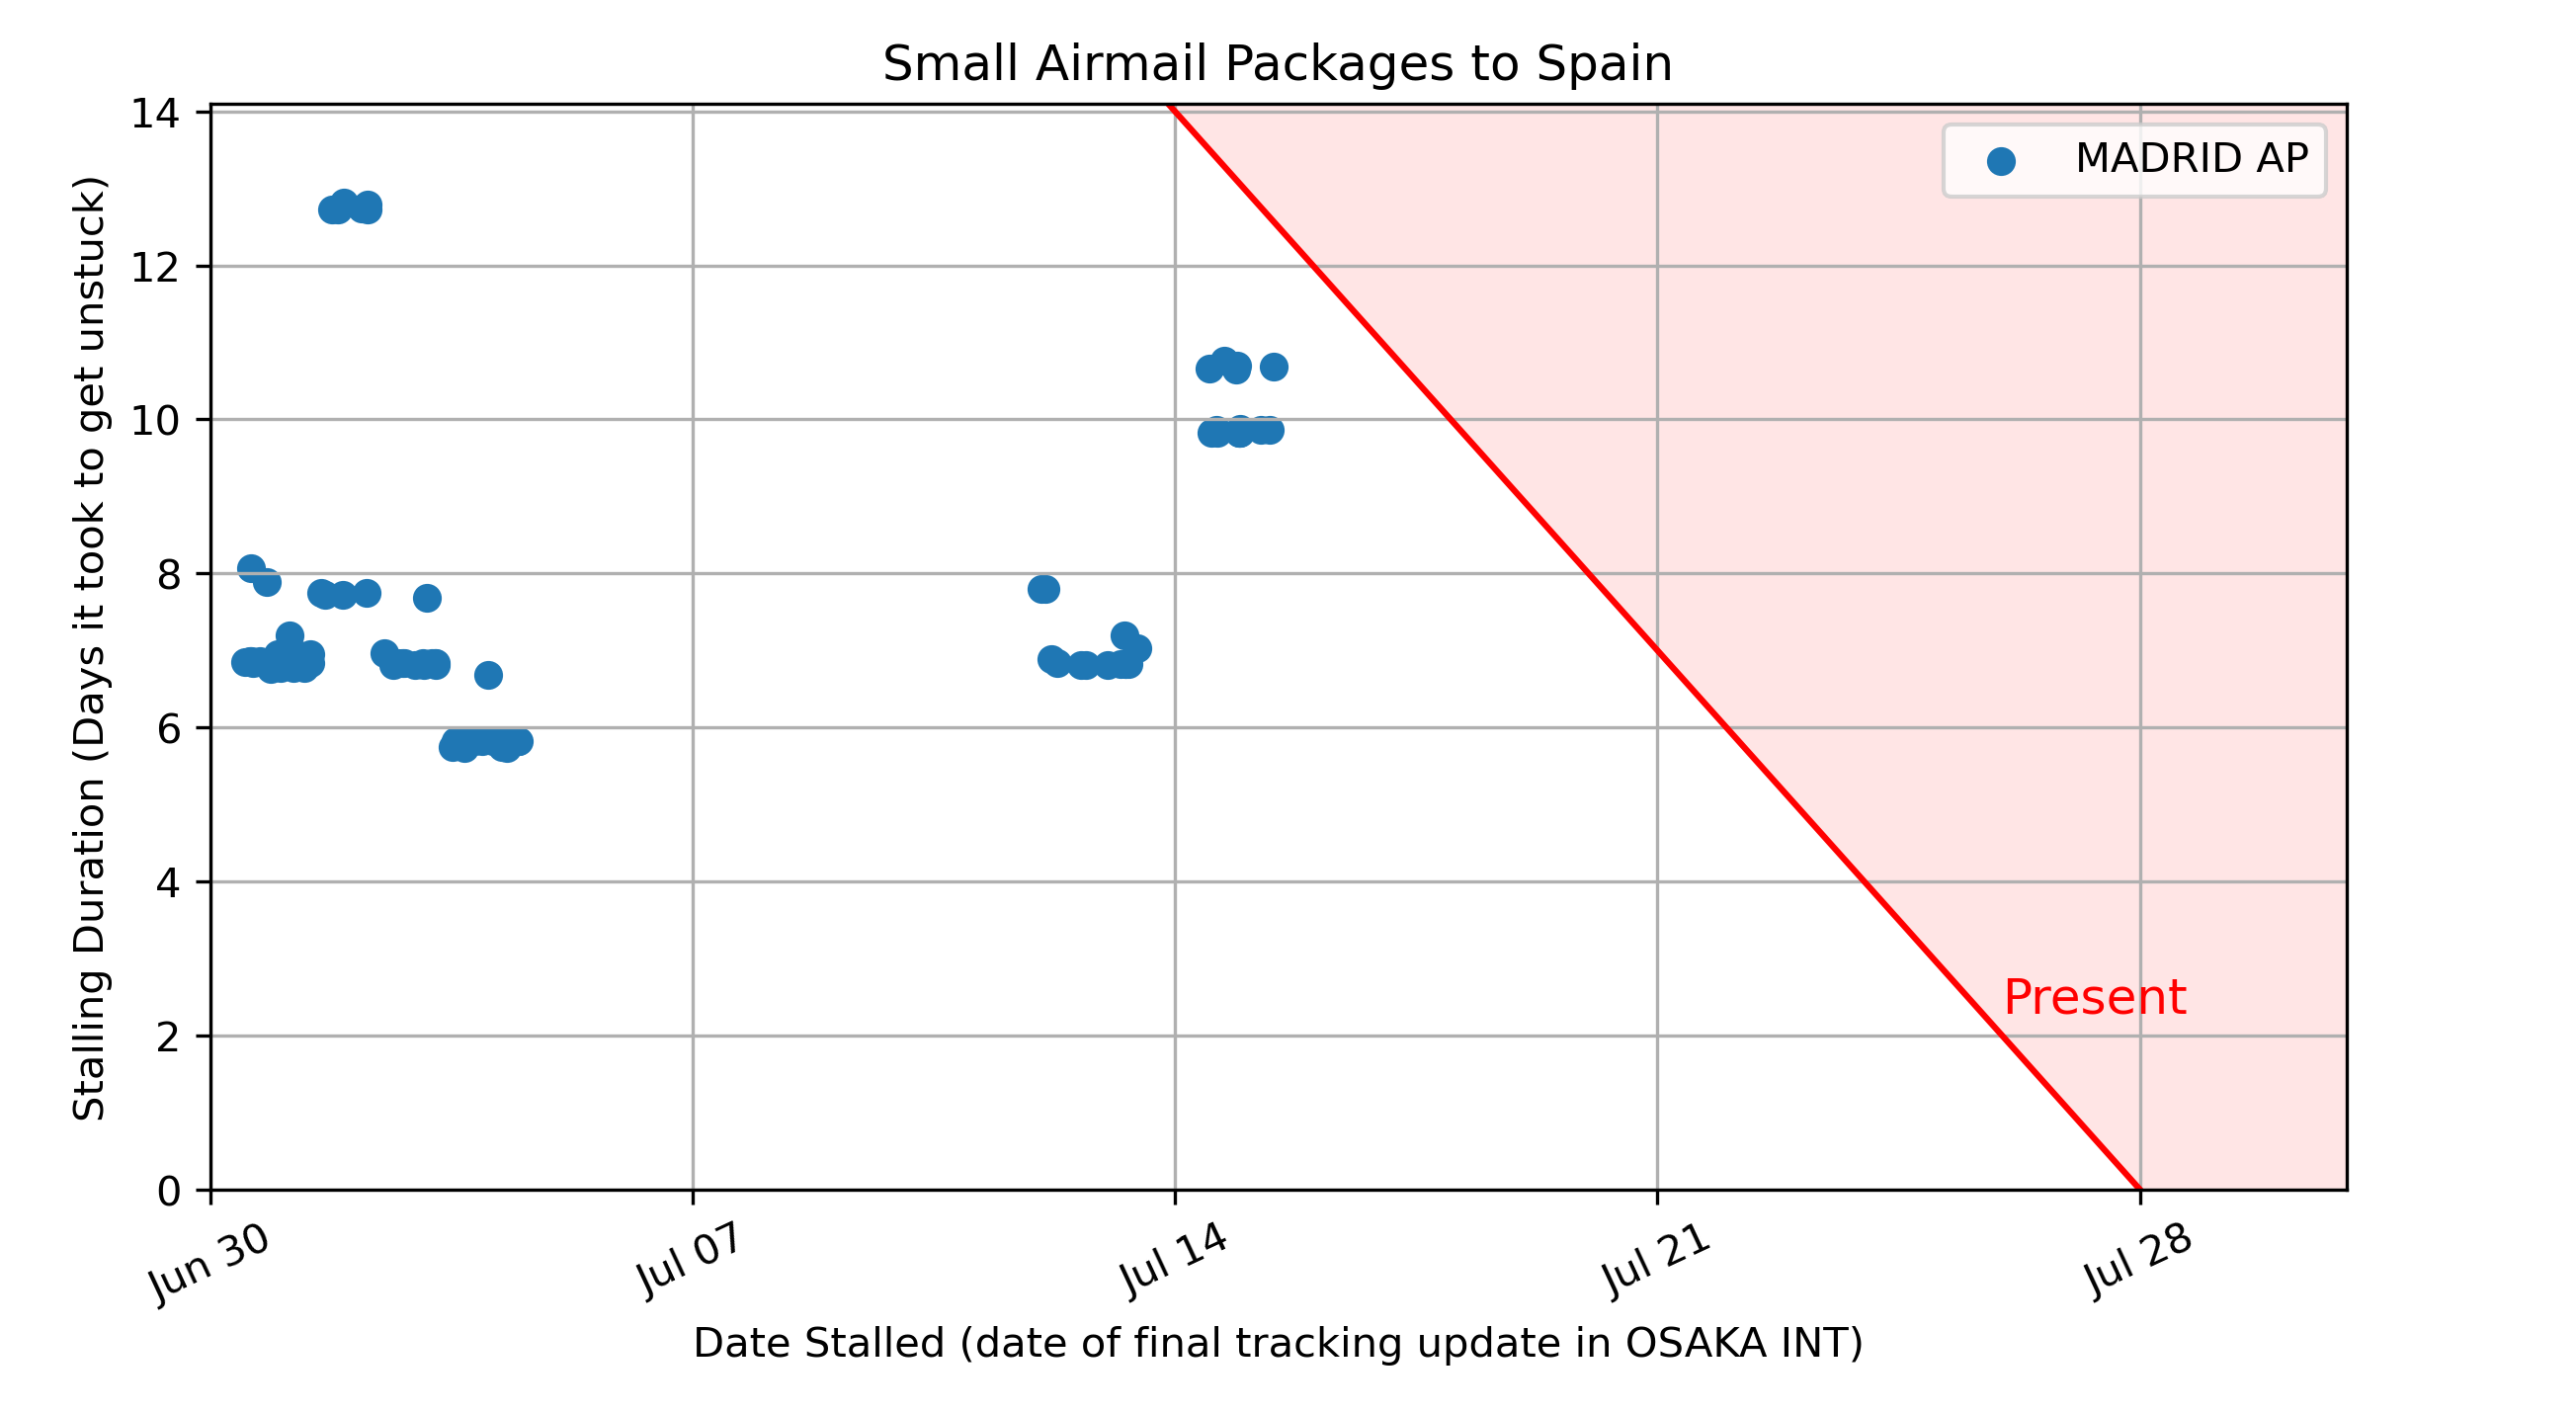 Small Airmail Packages to Spain
Stalling Duration (Days it took to get unstuck)
14
12
10
8
6
4
2
0
MADRID AP
Present
Jun 30
Jul 07
Jul 14
Jul 21
Jul 28
Date Stalled (date of final tracking update in OSAKA INT)